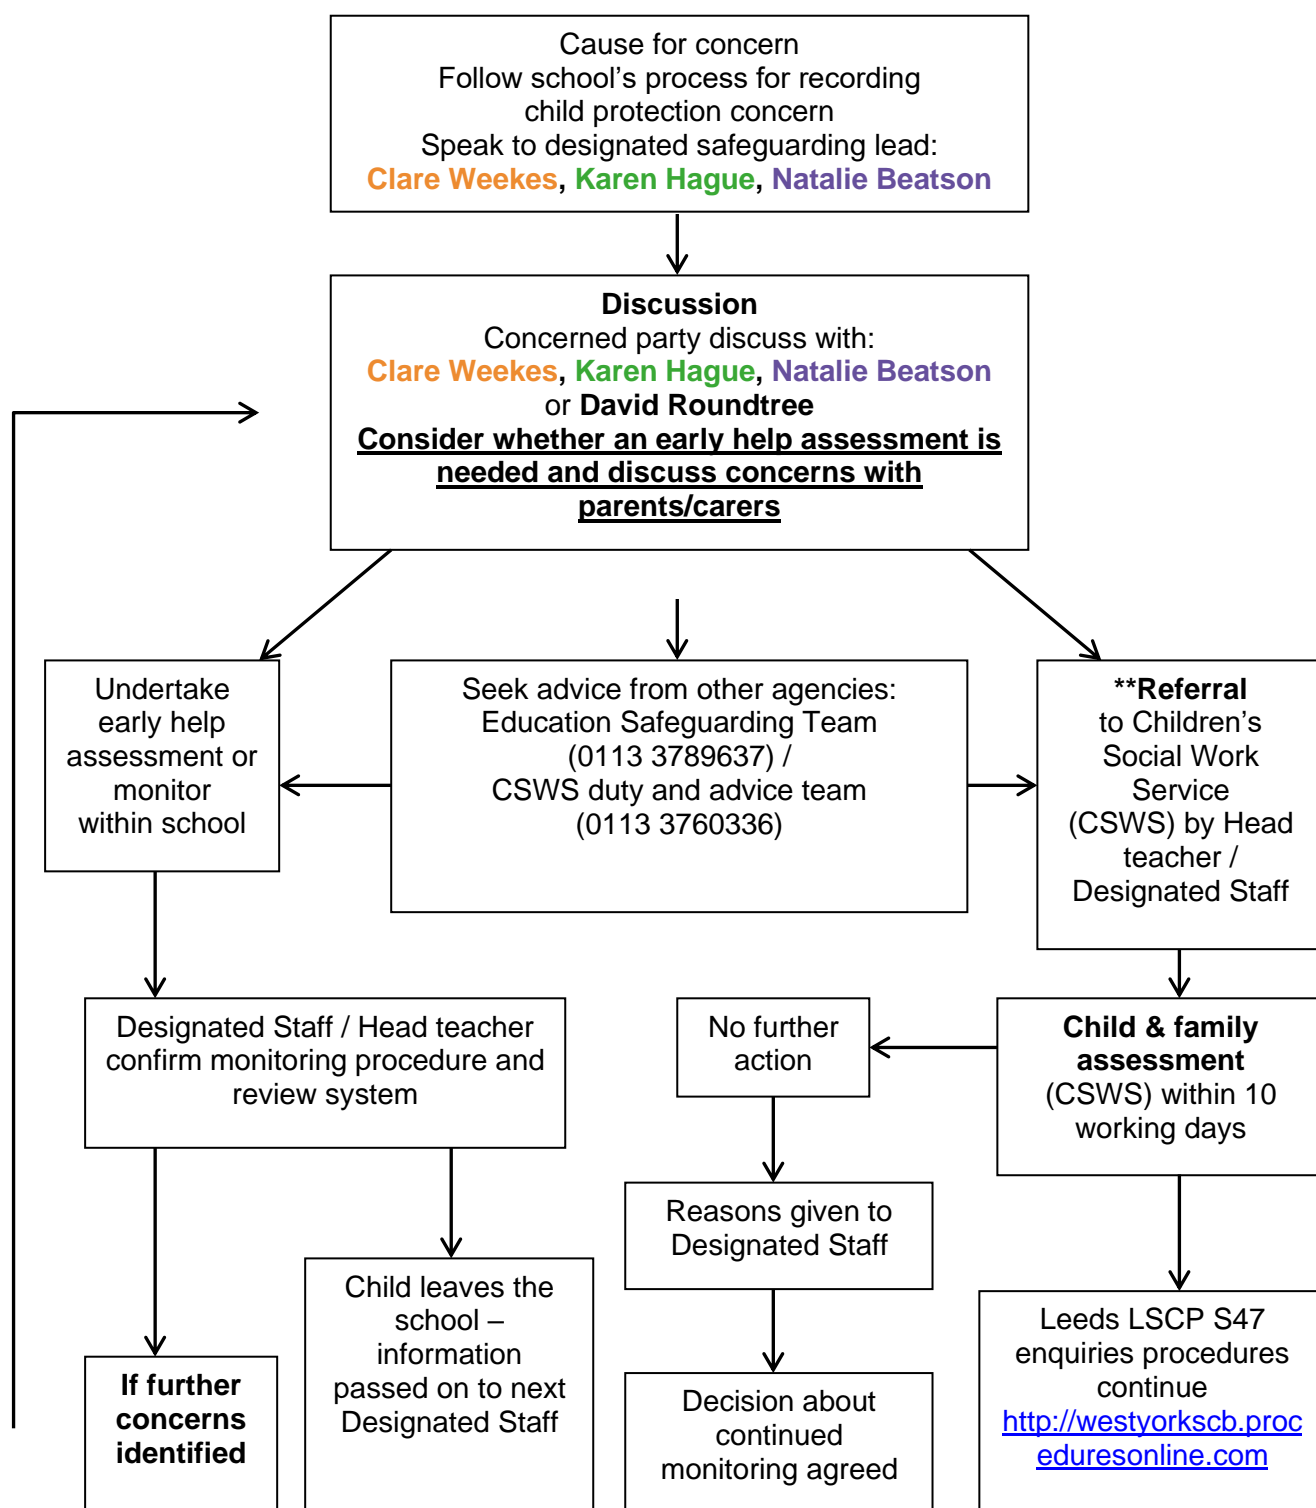 Cause for concern
Follow school’s process for recording
child protection concern
Speak to designated safeguarding lead:
Clare Weekes, Karen Hague, Natalie Beatson
Discussion
Concerned party discuss with:
Clare Weekes, Karen Hague, Natalie Beatson
or David Roundtree
Consider whether an early help assessment is
needed and discuss concerns with
parents/carers
Undertake
early help
assessment or
monitor
within school
Seek advice from other agencies:
Education Safeguarding Team
(0113 3789637) /
CSWS duty and advice team
(0113 3760336)
**Referral
to Children’s
Social Work
Service
(CSWS) by Head
teacher /
Designated Staff
Designated Staff / Head teacher
confirm monitoring procedure and
review system
No further
action
Child & family
assessment
(CSWS) within 10
working days
Reasons given to
Designated Staff
Child leaves the
school –
information
passed on to next
Designated Staff
Leeds LSCP S47
enquiries procedures
continue
http://westyorkscb.proc
eduresonline.com
If further
concerns
identified
Decision about
continued
monitoring agreed